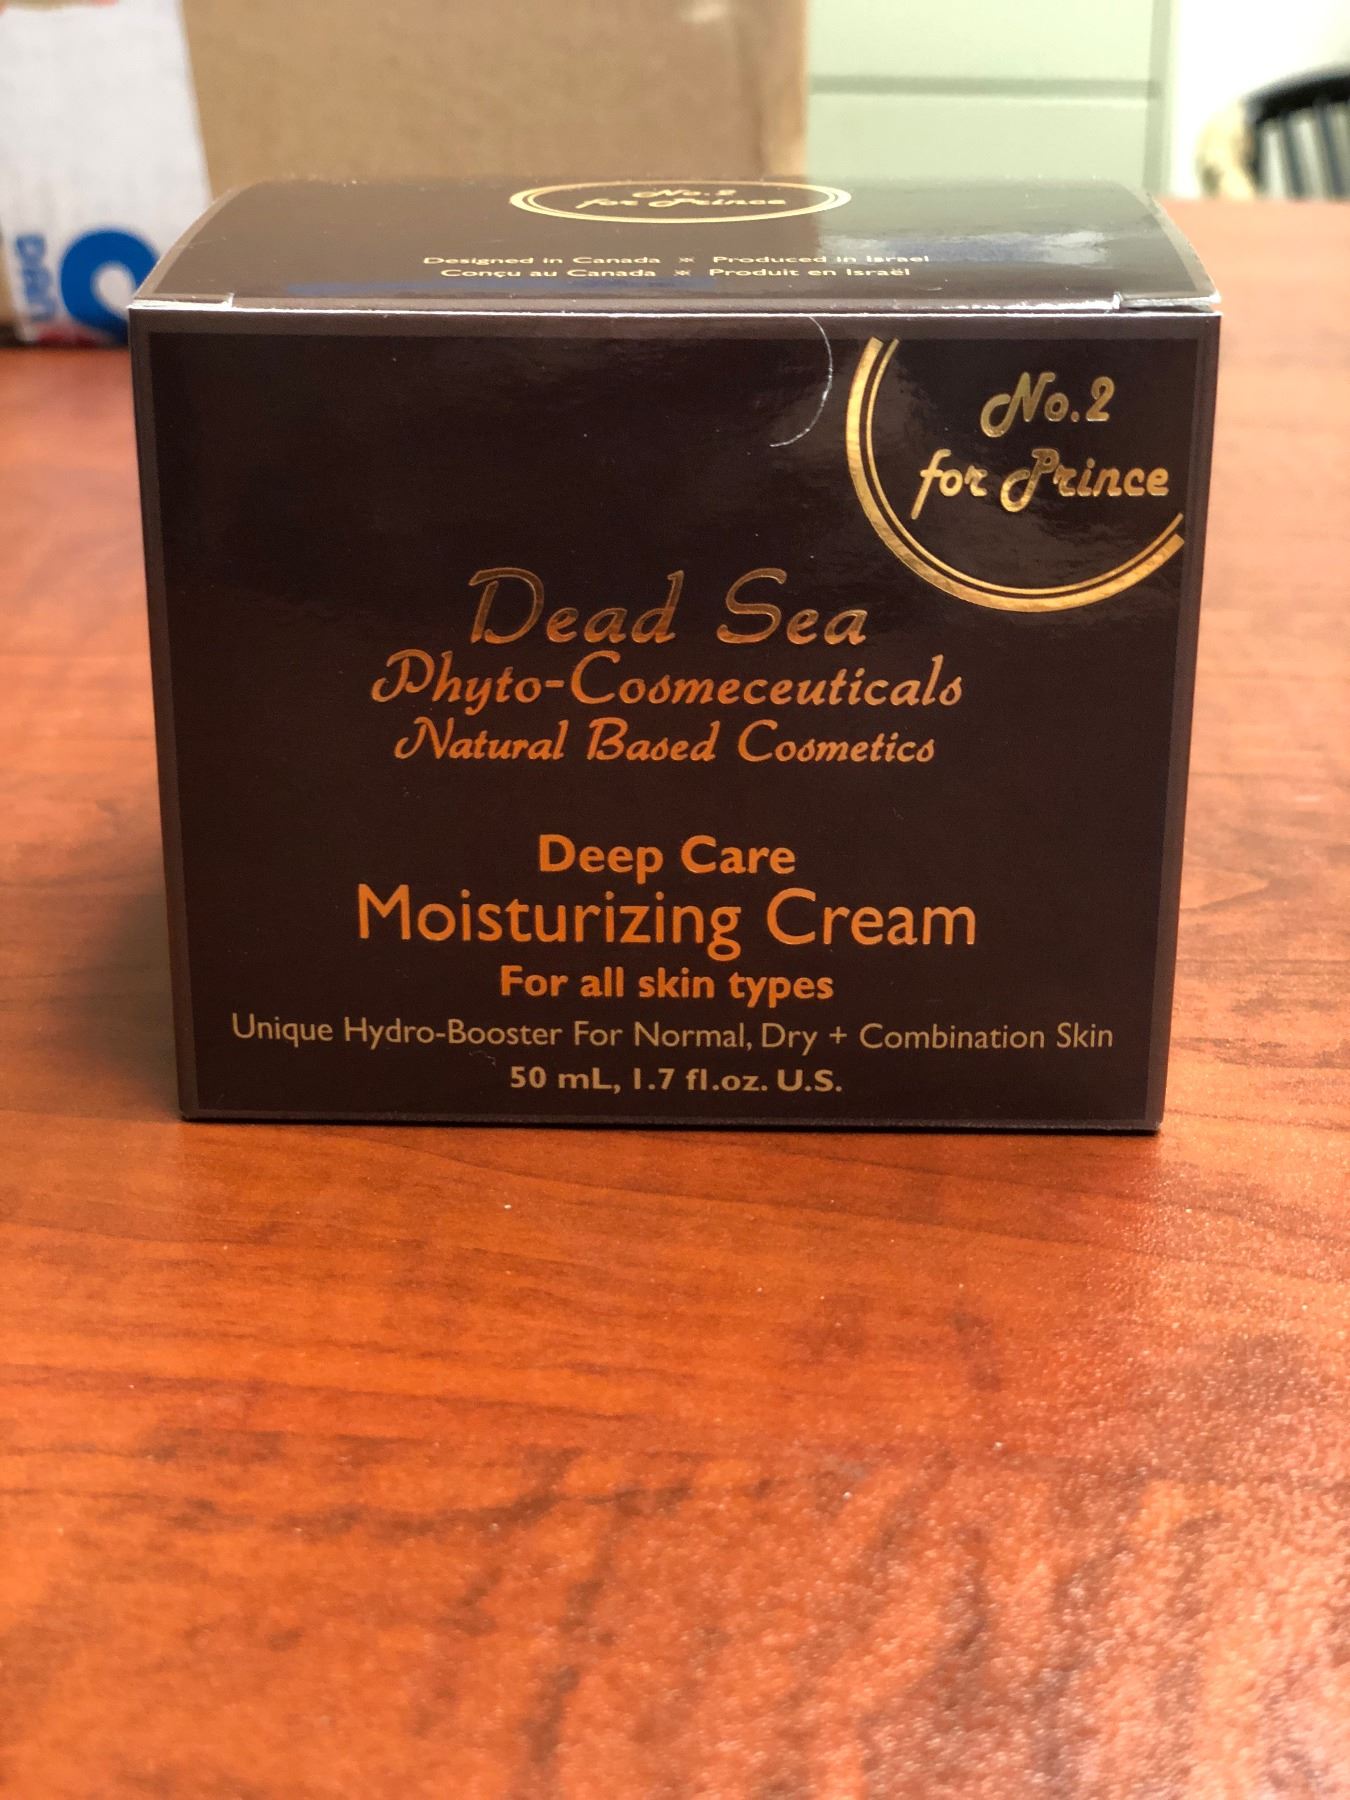 No.2
for Prince
Designed in Canada ⋇ Produced in Israel
Conçu au Canada ⋇ Produit en Israël
No.2
for Prince
Dead Sea
Phyto-Cosmeceuticals
Natural Based Cosmetics
Deep Care
Moisturizing Cream
For all skin types
Unique Hydro-Booster For Normal, Dry + Combination Skin
50 mL, 1.7 fl.oz. U.S.